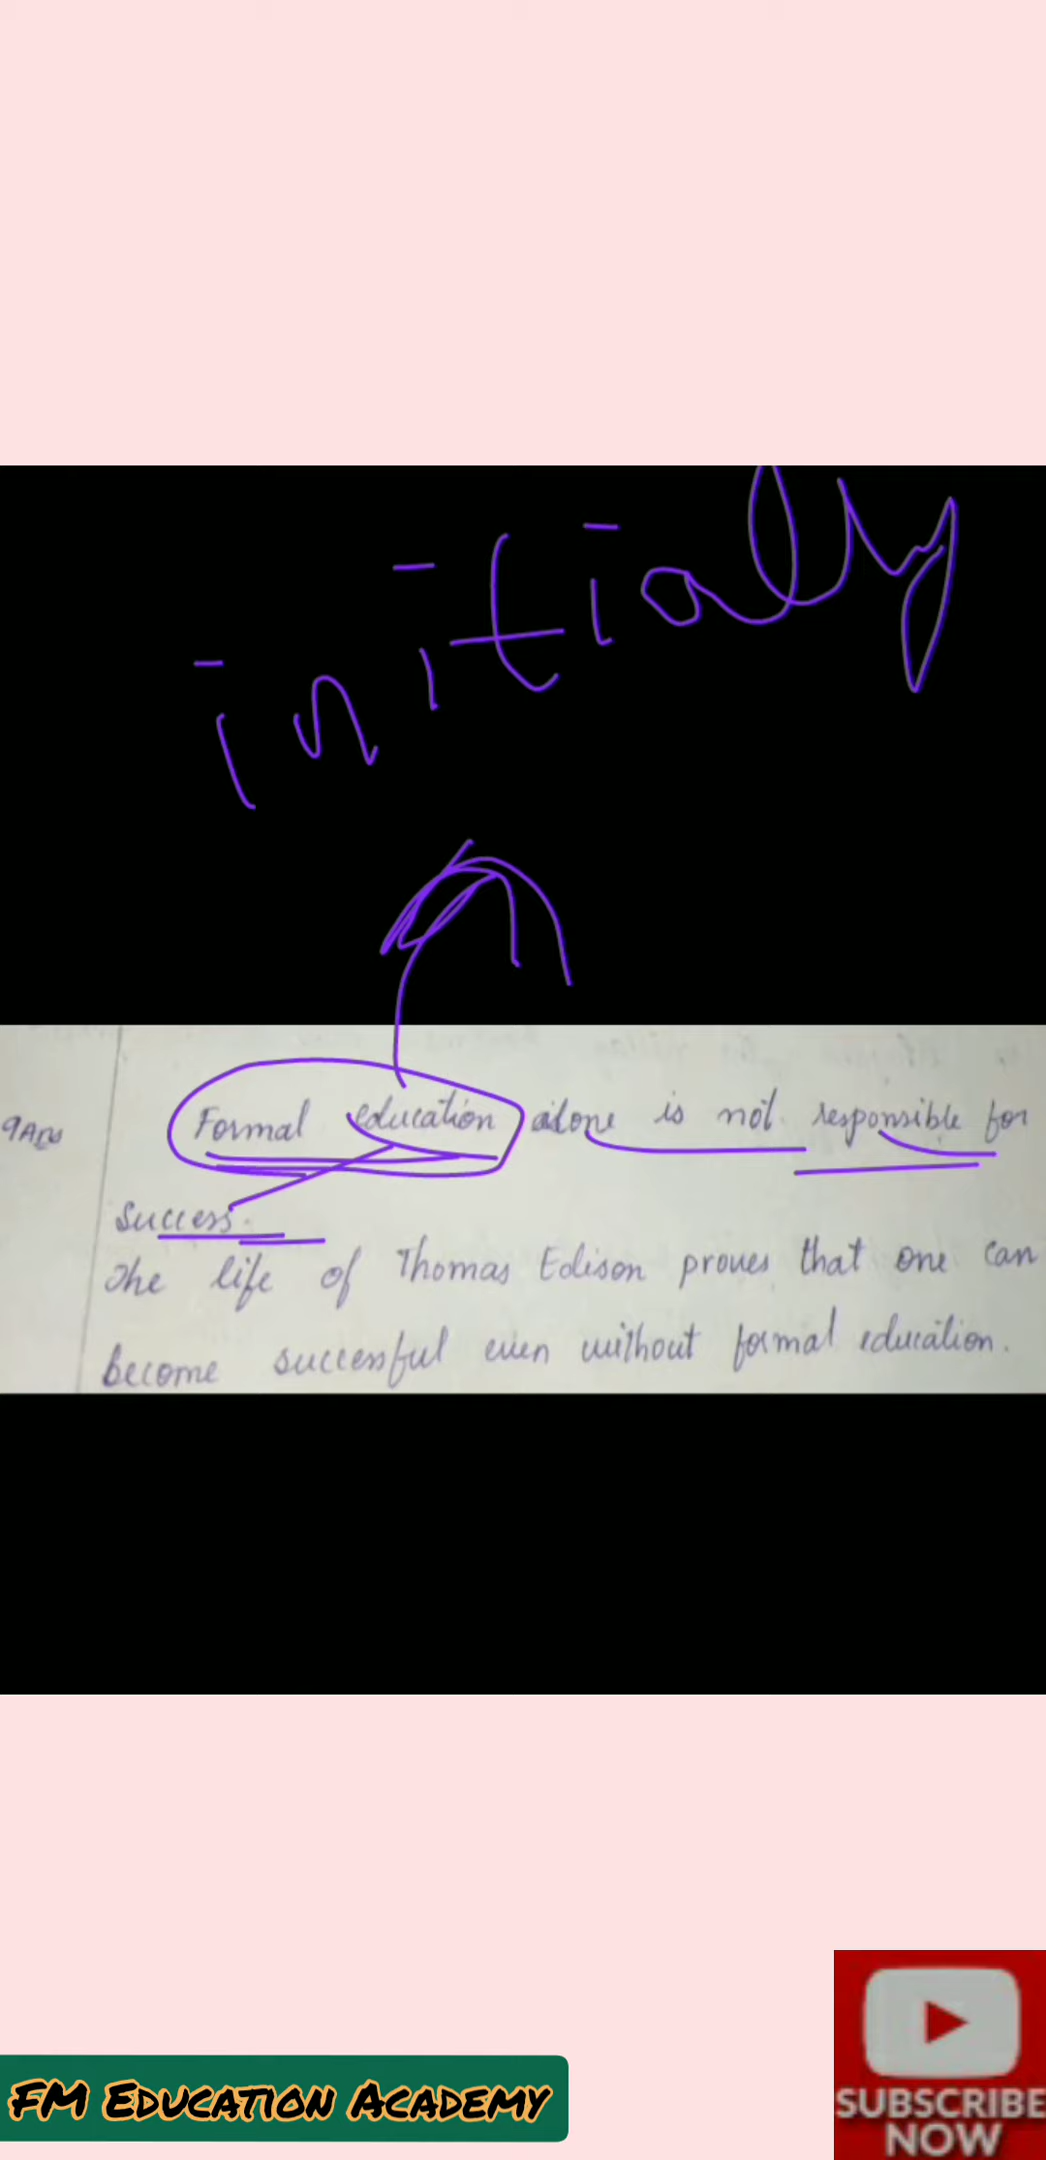 initially
9Ans Formal education alone is not responsible for
Success.
The life of Thomas Edison proves that one can
become successful even without formal education.
FM EDUCATION ACADEMY
SUBSCRIBE
NOW